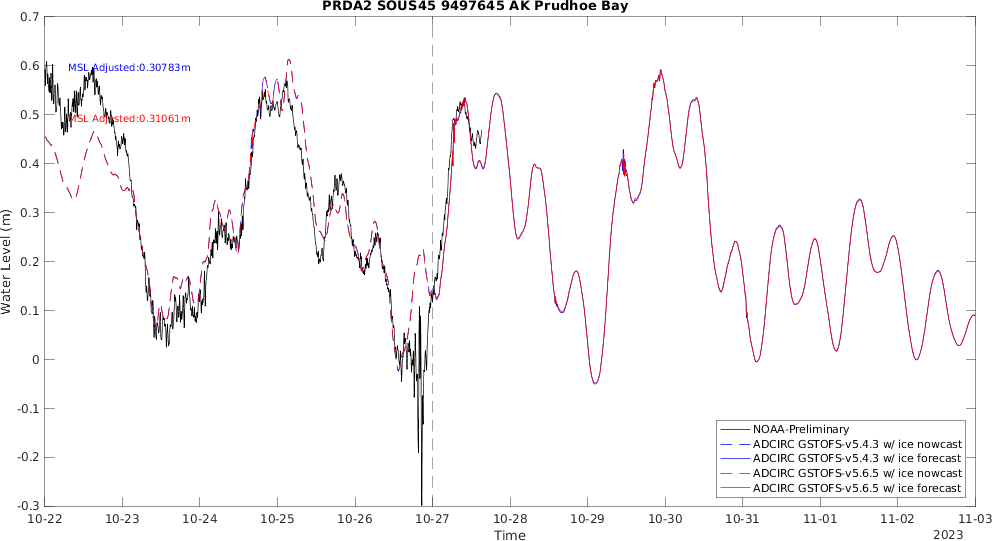 PRDA2 SOUS45 9497645 AK Prudhoe Bay
0.7
0.6
0.5
0.4
0.3
0.2
0.1
0
-0.1
-0.2
-0.3
Water Level (m)
MSL Adjusted:0.30783m
MSL Adjusted:0.31061m
NOAA-Preliminary
ADCIRC GSTOFS-v5.4.3 w/ ice nowcast
ADCIRC GSTOFS-v5.4.3 w/ ice forecast
ADCIRC GSTOFS-v5.6.5 w/ ice nowcast
ADCIRC GSTOFS-v5.6.5 w/ ice forecast
10-22 10-23 10-24 10-25 10-26 10-27 10-28 10-29 10-30 10-31 11-01 11-02 11-03
Time
2023